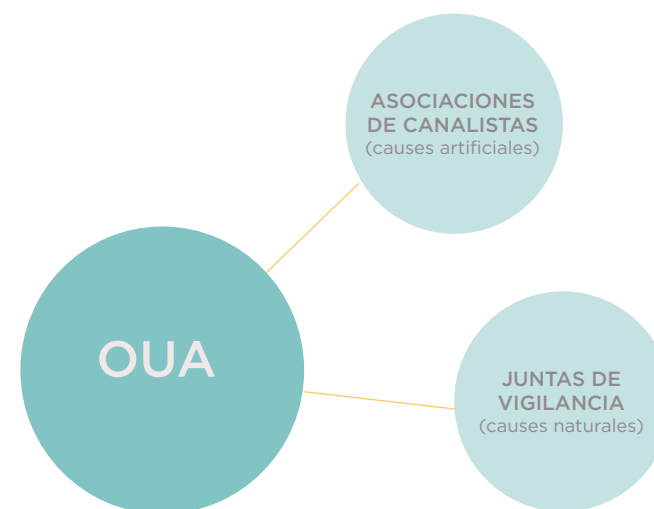 ASOCIACIONES
DE CANALISTAS
(causes artificiales)
OUA
JUNTAS DE
VIGILANCIA
(causes naturales)